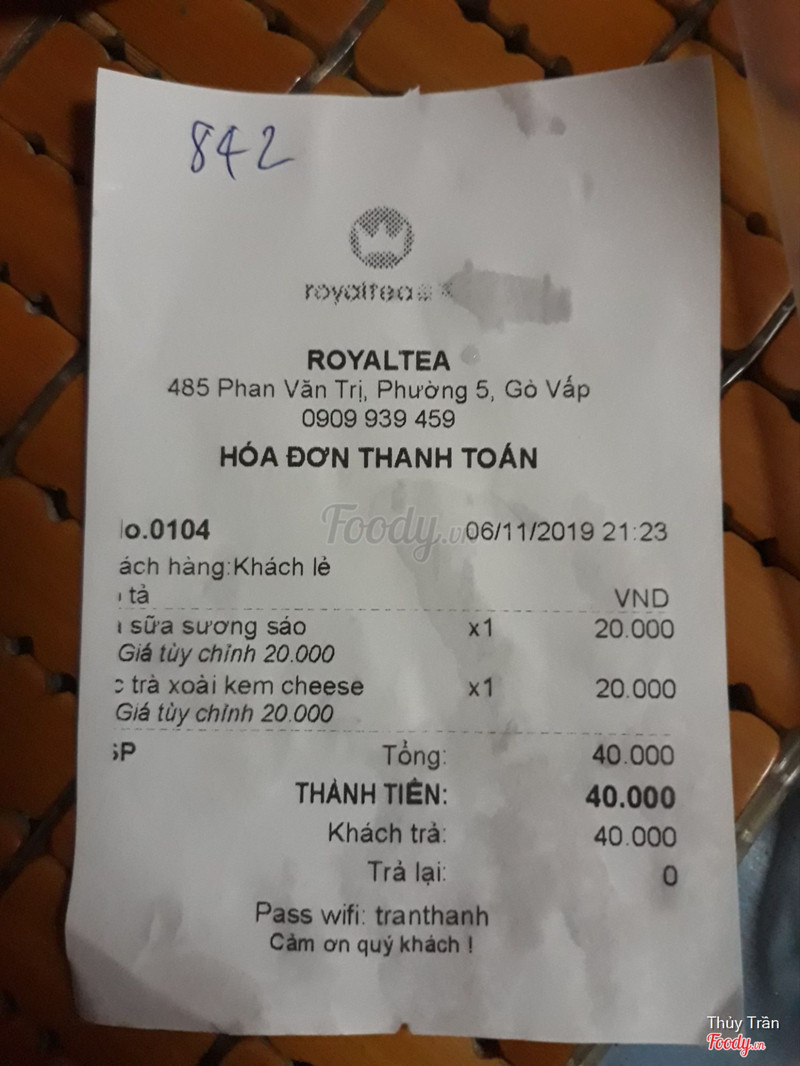 842
royaltea
ROYALTEA
485 Phan Văn Trị, Phường 5, Gò Vấp
0909 939 459
HÓA ĐƠN THANH TOÁN
o.0104 06/11/2019 21:23
ách hàng:Khách lẻ
tả VND
sữa sương sáo x1 20.000
Giá tùy chỉnh 20.000
trà xoài kem cheese x1 20.000
Giá tùy chỉnh 20.000
SP Tổng: 40.000
THÀNH TIỀN: 40.000
Khách trả: 40.000
Trả lại: 0
Pass wifi: tranthanh
Cảm ơn quý khách !
Foody.vn
Thủy Trần
Foody.vn